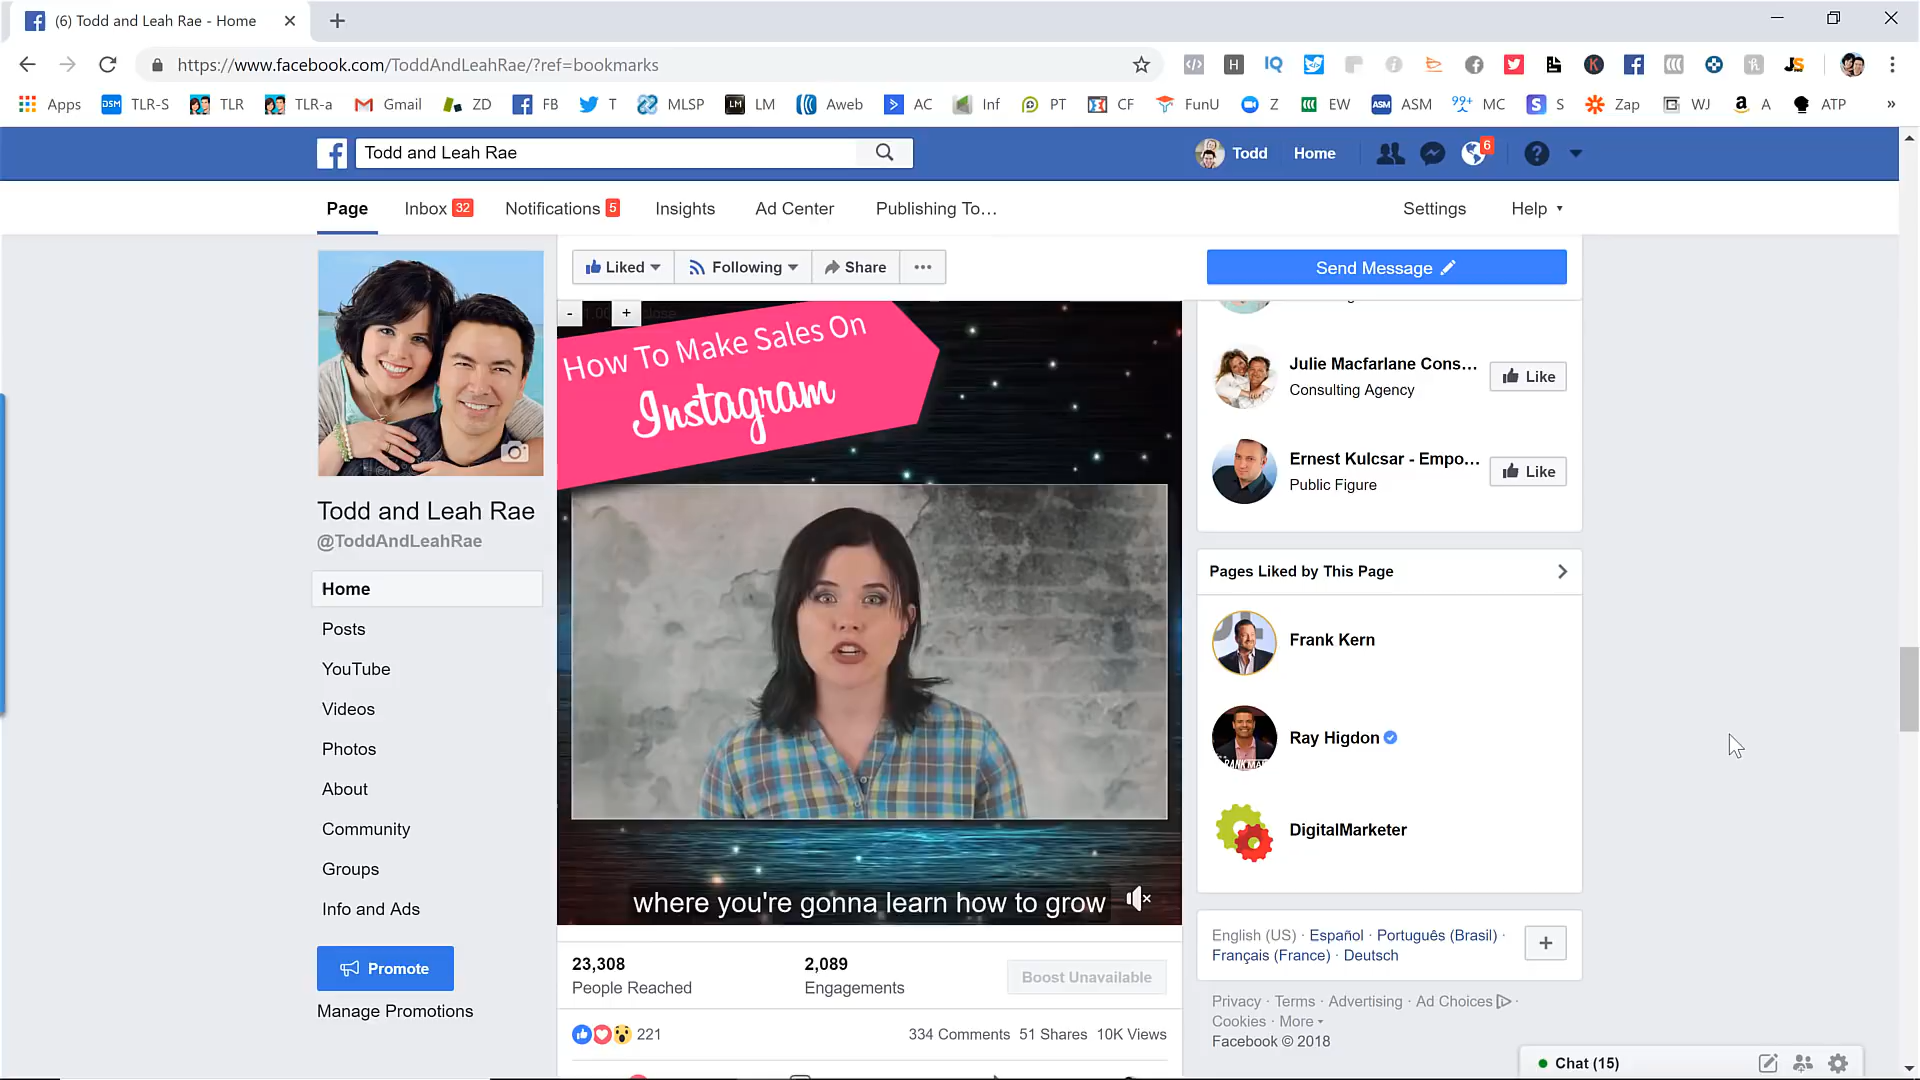 (6) Todd and Leah Rae - Home
https://www.facebook.com/ToddAndLeahRae/?ref=bookmarks
Apps TLR-S TLR TLR-a Gmail ZD FB T MLSP LM Aweb AC Inf PT CF FunU Z EW ASM 99+ MC S Zap WJ A ATP »
Todd and Leah Rae
Todd Home 6
Page Inbox 32 Notifications 5 Insights Ad Center Publishing To… Settings Help
Liked Following Share Send Message
- 1.00 +
How To Make Sales On
Instagram
where you're gonna learn how to grow
Todd and Leah Rae
@ToddAndLeahRae
Home
Posts
YouTube
Videos
Photos
About
Community
Groups
Info and Ads
Promote
Manage Promotions
23,308
People Reached
2,089
Engagements
Boost Unavailable
221 334 Comments 51 Shares 10K Views
Julie Macfarlane Cons...
Consulting Agency
Like
Ernest Kulcsar - Empo...
Public Figure
Like
Pages Liked by This Page
Frank Kern
Ray Higdon
DigitalMarketer
English (US) · Español · Português (Brasil) ·
Français (France) · Deutsch
Privacy · Terms · Advertising · Ad Choices ·
Cookies · More
Facebook © 2018
Chat (15)